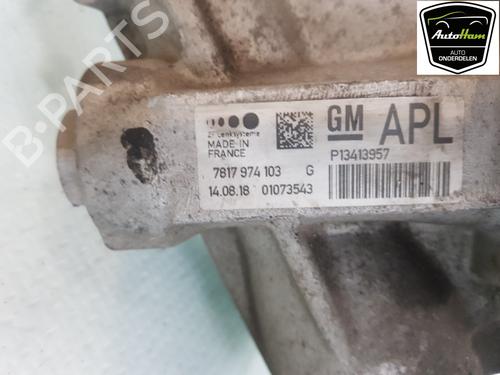 AutoHam
AUTO
ONDERDELEN
B-PARTS
ZF Lenksysteme
MADE IN
FRANCE
GM APL
P13413957
7817 974 103 G
14.08.18 01073543